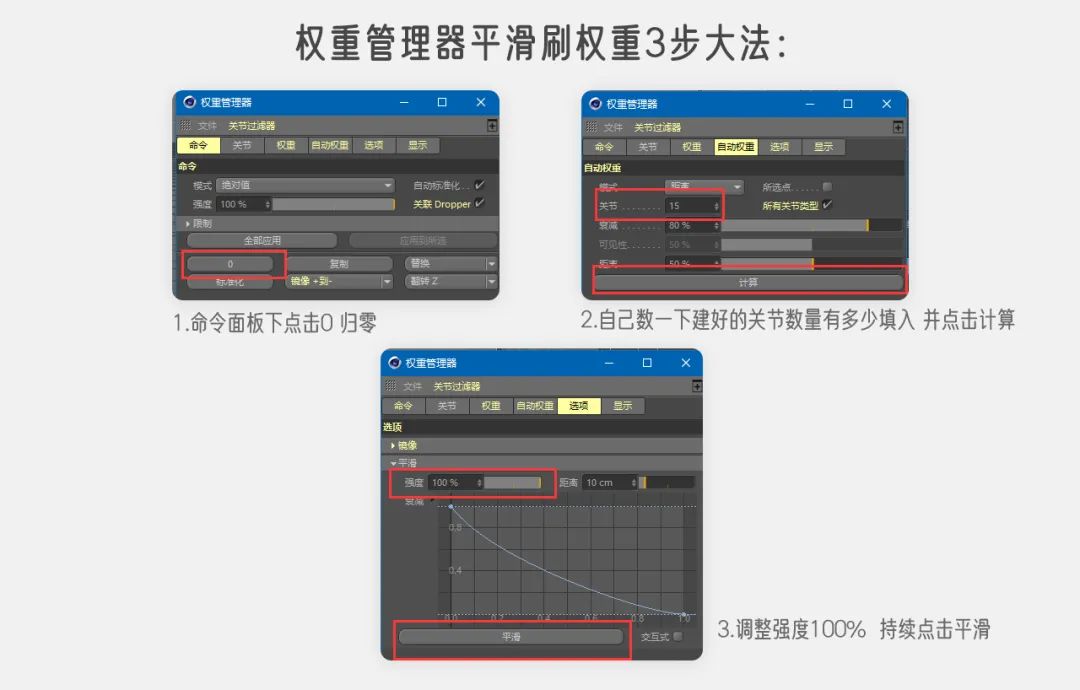 权重管理器平滑刷权重3步大法：
权重管理器
文件 关节过滤器
命令 关节 权重 自动权重 选项 显示
命令
模式 绝对值 自动标准化...
强度 100 % 关联 Dropper
限制
全部应用 应用到所选
0 复制 替换
标准化 镜像 +到- 翻转 Z
1.命令面板下点击0 归零
权重管理器
文件 关节过滤器
命令 关节 权重 自动权重 选项 显示
自动权重
模式 距离 所选点......
关节 ........ 15 所有关节类型
衰减 ........ 80 %
可见性....... 50 %
距离 50 %
计算
2.自己数一下建好的关节数量有多少填入 并点击计算
权重管理器
文件 关节过滤器
命令 关节 权重 自动权重 选项 显示
选项
镜像
平滑
强度 100 % 距离 10 cm
衰减
0.8
0.4
0.0 0.2 0.4 0.6 0.8 1.0
平滑 交互式
3.调整强度100% 持续点击平滑